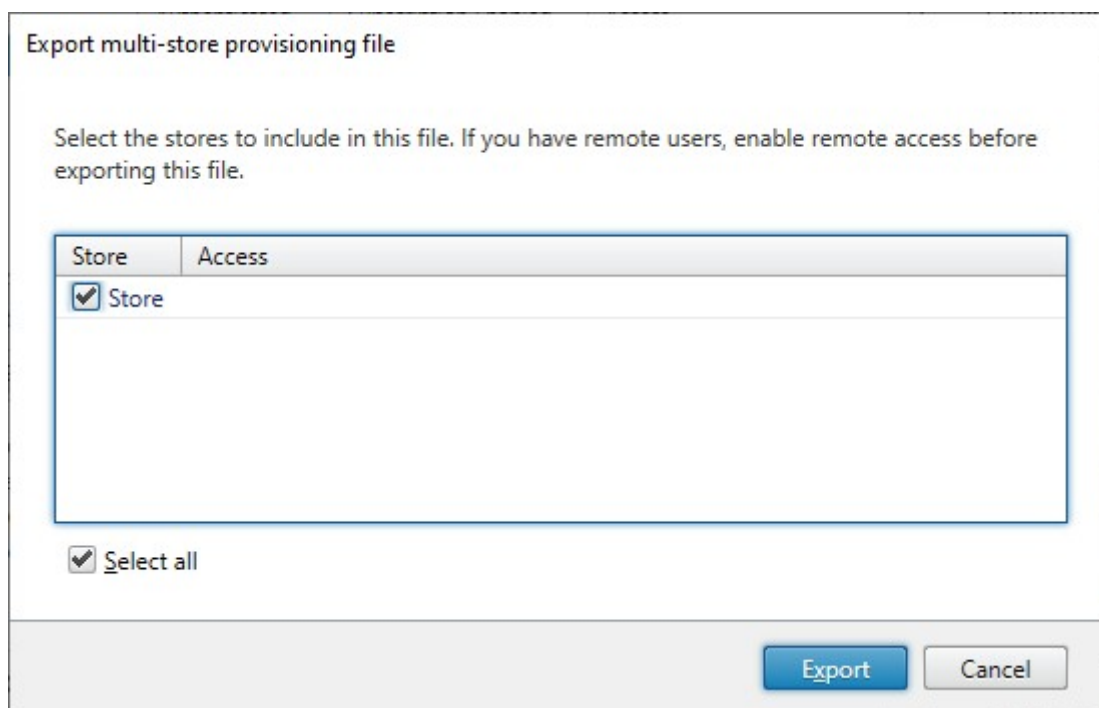 Export multi-store provisioning file
Select the stores to include in this file. If you have remote users, enable remote access before
exporting this file.
Store Access
Store
Select all
Export Cancel